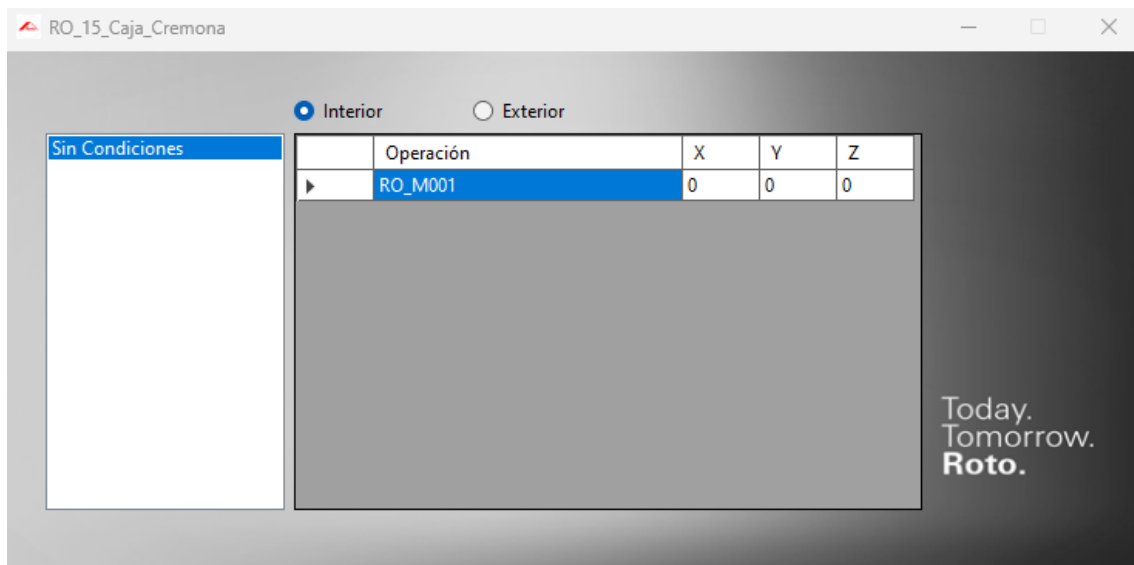 RO_15_Caja_Cremona
Interior Exterior
Sin Condiciones
Operación X Y Z
RO_M001 0 0 0
Today.
Tomorrow.
Roto.